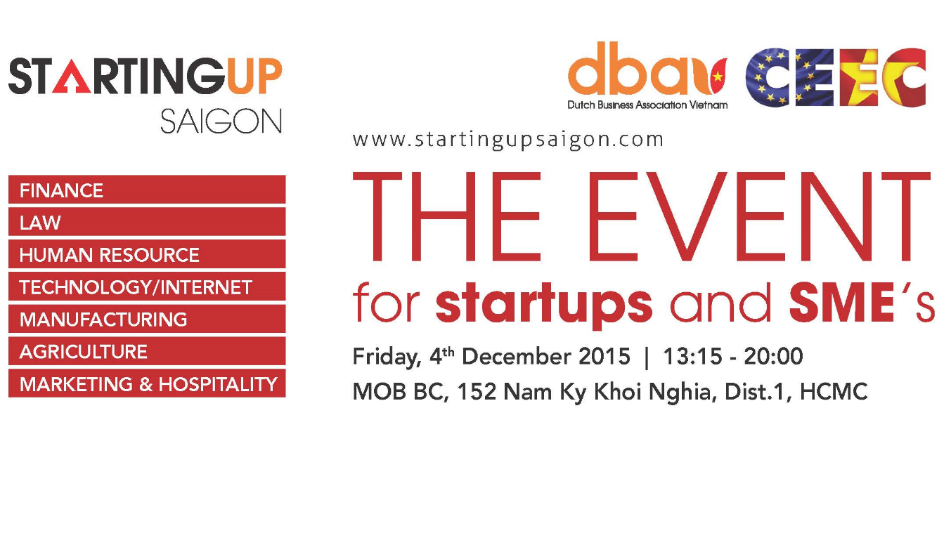 STARTINGUP
SAIGON
dbav
Dutch Business Association Vietnam
CEEC
www.startingupsaigon.com
FINANCE
LAW
HUMAN RESOURCE
TECHNOLOGY/INTERNET
MANUFACTURING
AGRICULTURE
MARKETING & HOSPITALITY
THE EVENT
for startups and SME‘s
Friday, 4th December 2015 | 13:15 - 20:00
MOB BC, 152 Nam Ky Khoi Nghia, Dist.1, HCMC